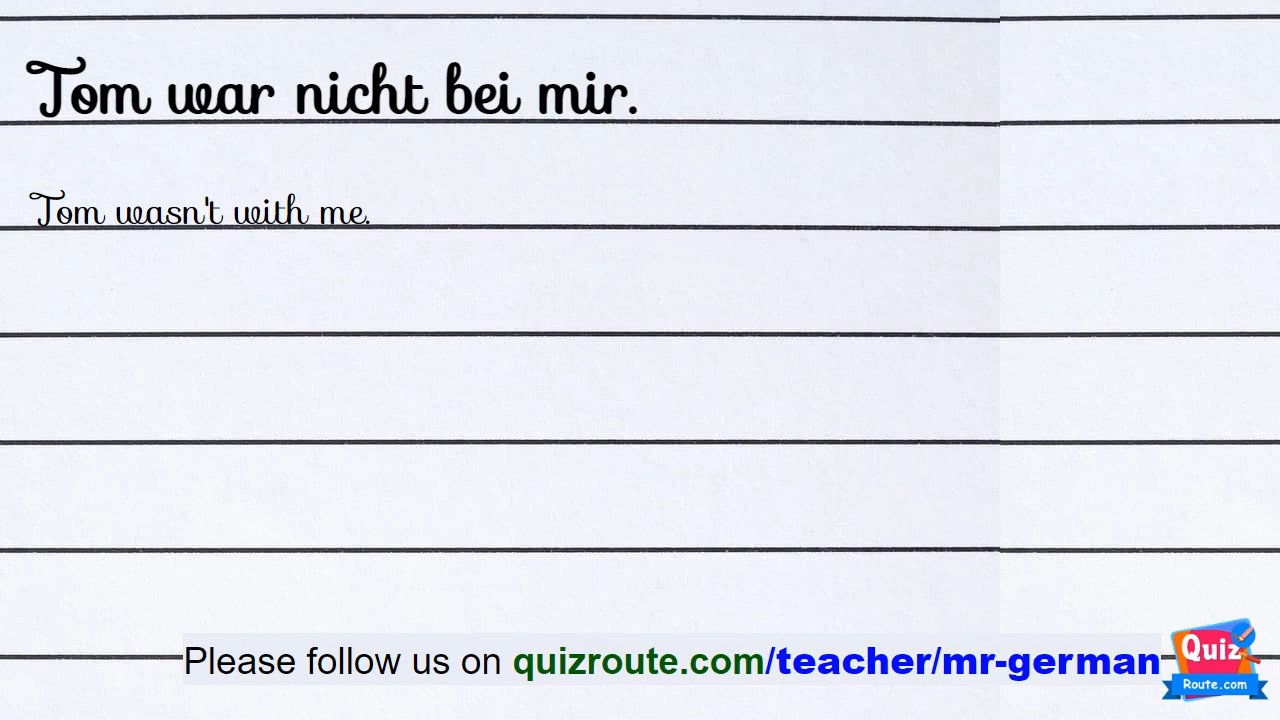 Tom war nicht bei mir.
Tom wasn't with me.
Please follow us on quizroute.com/teacher/mr-german
Quiz
Route.com